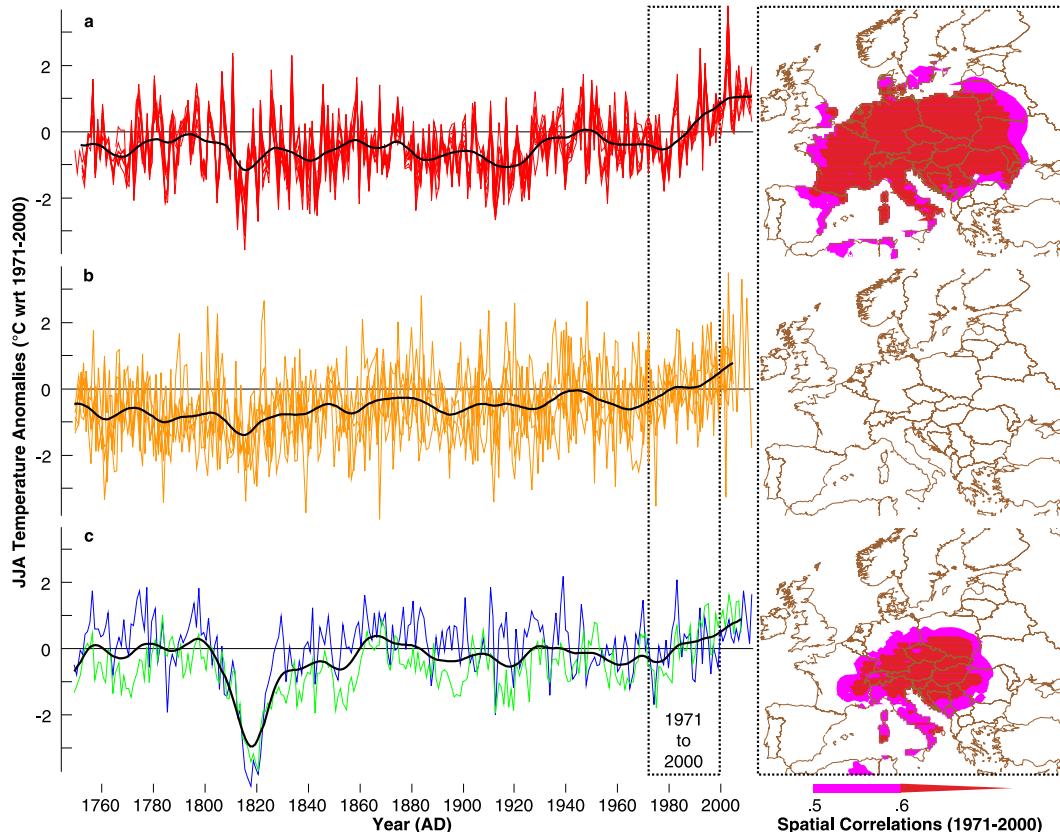 a
2
0
-2
b
2
0
-2
c
2
0
-2
JJA Temperature Anomalies (°C wrt 1971-2000)
1971
to
2000
1760 1780 1800 1820 1840 1860 1880 1900 1920 1940 1960 1980 2000
Year (AD)
.5 .6
Spatial Correlations (1971-2000)